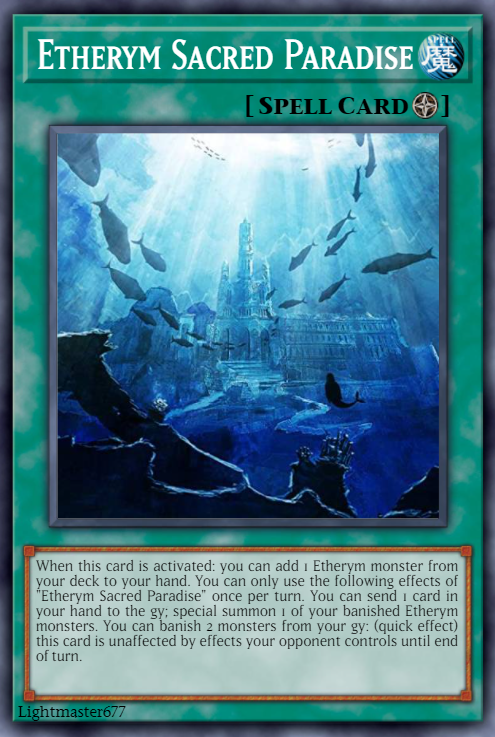 Etherym Sacred Paradise
SPELL
魔
[ Spell Card ]
When this card is activated: you can add 1 Etherym monster from
your deck to your hand. You can only use the following effects of
"Etherym Sacred Paradise" once per turn. You can send 1 card in
your hand to the gy; special summon 1 of your banished Etherym
monsters. You can banish 2 monsters from your gy: (quick effect)
this card is unaffected by effects your opponent controls until end
of turn.
Lightmaster677